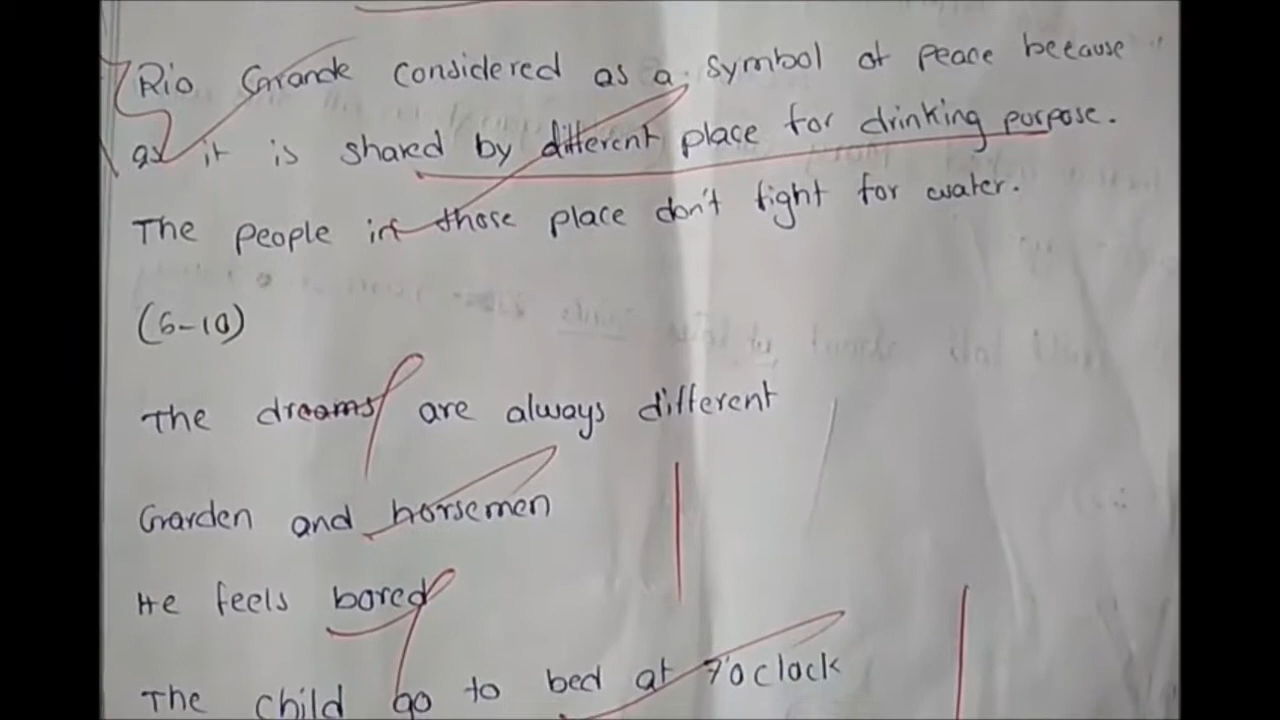 Rio Grande considered as a symbol of peace because
as it is shared by different place for drinking purpose.
The people in those place don't fight for water.
(6-10)
The dreams are always different
Garden and horsemen
He feels bored
The child go to bed at 7'o clock